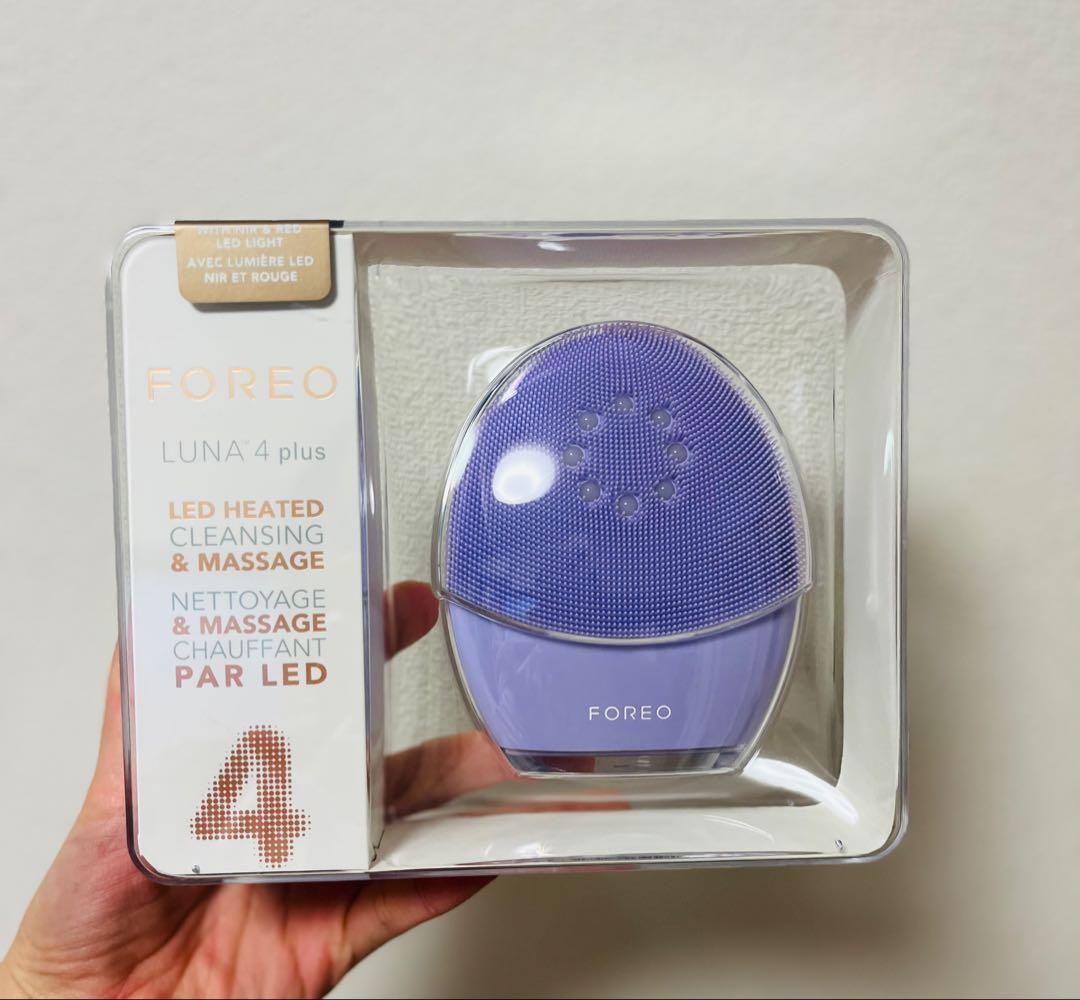 WITH NIR & RED
LED LIGHT
AVEC LUMIÈRE LED
NIR ET ROUGE
FOREO
LUNA™ 4 plus
LED HEATED
CLEANSING
& MASSAGE
NETTOYAGE
& MASSAGE
CHAUFFANT
PAR LED
4
FOREO